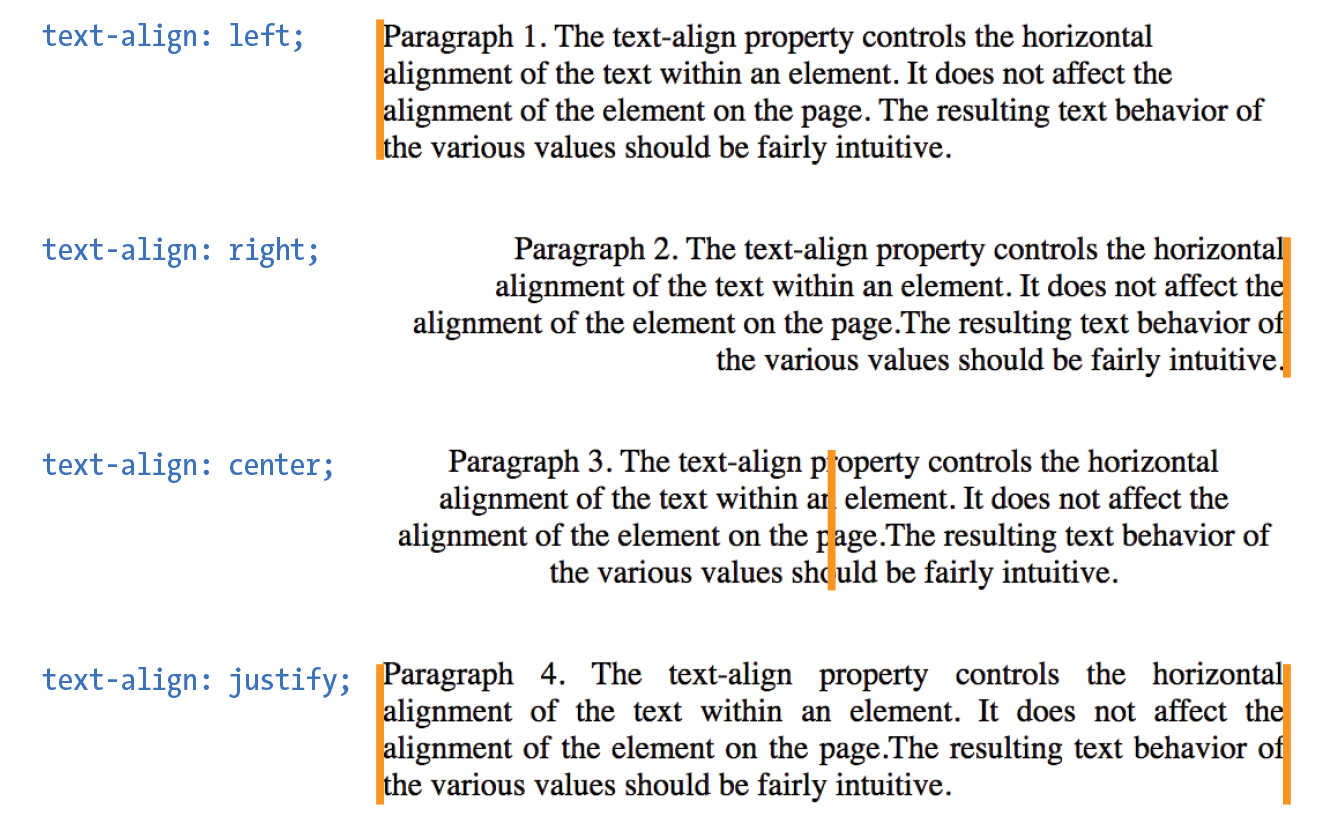 text-align: left;
Paragraph 1. The text-align property controls the horizontal
alignment of the text within an element. It does not affect the
alignment of the element on the page. The resulting text behavior of
the various values should be fairly intuitive.
text-align: right;
Paragraph 2. The text-align property controls the horizontal
alignment of the text within an element. It does not affect the
alignment of the element on the page.The resulting text behavior of
the various values should be fairly intuitive.
text-align: center;
Paragraph 3. The text-align property controls the horizontal
alignment of the text within an element. It does not affect the
alignment of the element on the page.The resulting text behavior of
the various values should be fairly intuitive.
text-align: justify;
Paragraph 4. The text-align property controls the horizontal
alignment of the text within an element. It does not affect the
alignment of the element on the page.The resulting text behavior of
the various values should be fairly intuitive.